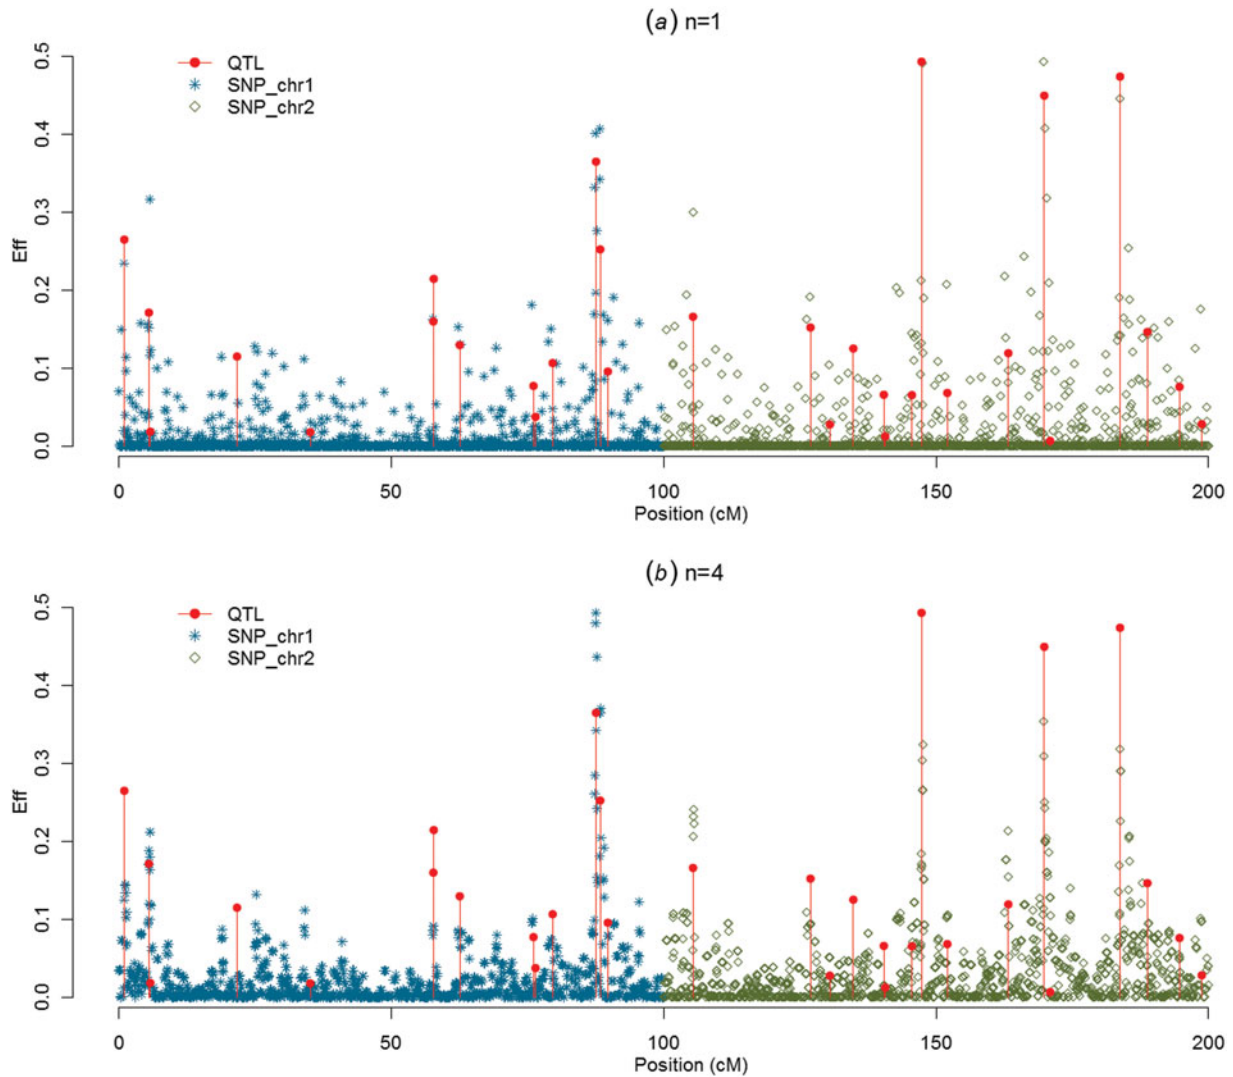 (a) n=1
QTL
SNP_chr1
SNP_chr2
Eff
0.5
0.4
0.3
0.2
0.1
0.0
0 50 100 150 200
Position (cM)
(b) n=4
QTL
SNP_chr1
SNP_chr2
Eff
0.5
0.4
0.3
0.2
0.1
0.0
0 50 100 150 200
Position (cM)